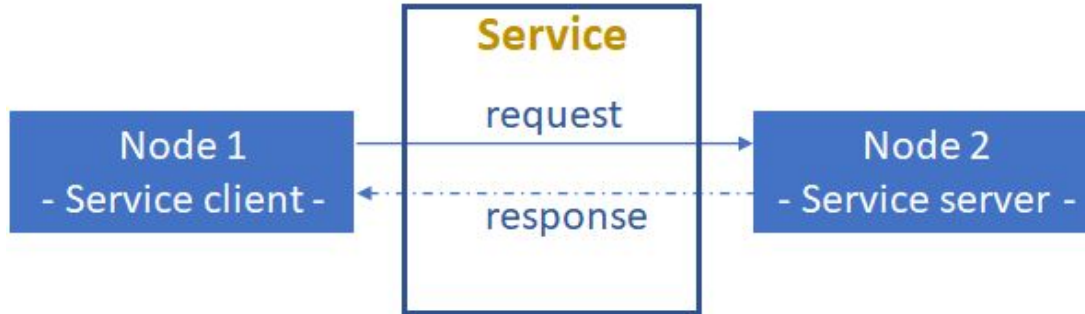 Service
request
Node 1
- Service client -
Node 2
- Service server -
response